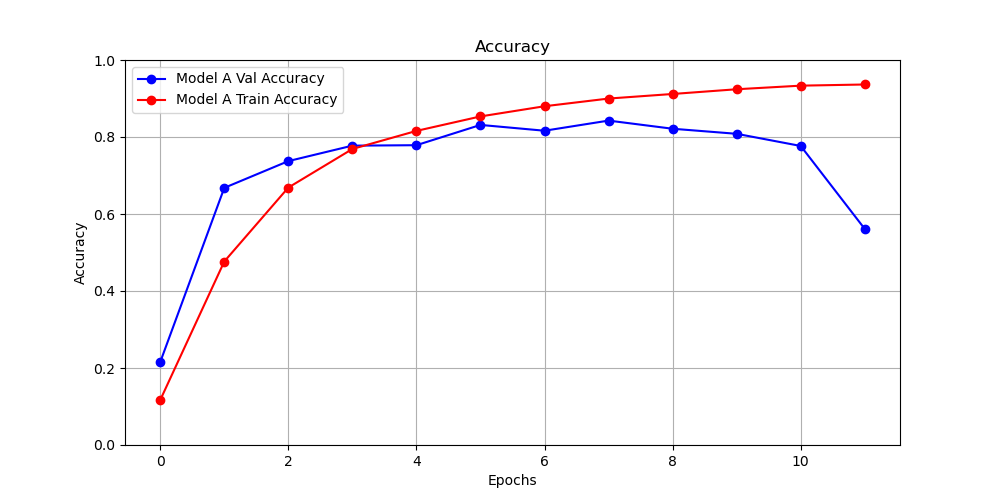 Accuracy
Model A Val Accuracy
Model A Train Accuracy
1.0
0.8
0.6
0.4
0.2
0.0
Accuracy
0 2 4 6 8 10
Epochs